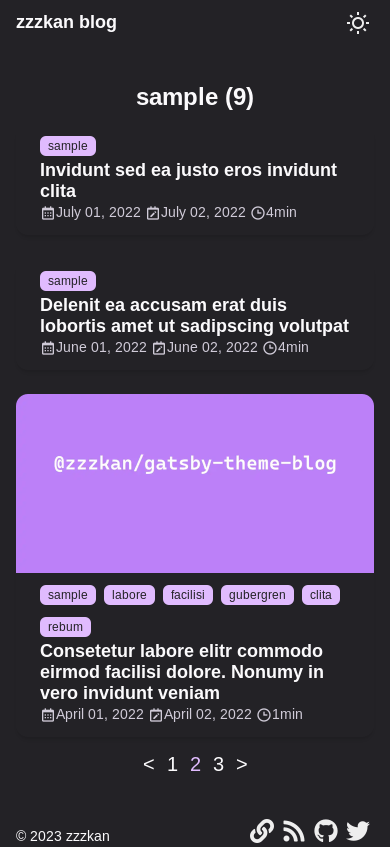 zzzkan blog
sample (9)
sample
Invidunt sed ea justo eros invidunt
clita
July 01, 2022 July 02, 2022 4min
sample
Delenit ea accusam erat duis
lobortis amet ut sadipscing volutpat
June 01, 2022 June 02, 2022 4min
@zzzkan/gatsby-theme-blog
sample labore facilisi gubergren clita
rebum
Consetetur labore elitr commodo
eirmod facilisi dolore. Nonumy in
vero invidunt veniam
April 01, 2022 April 02, 2022 1min
< 1 2 3 >
© 2023 zzzkan